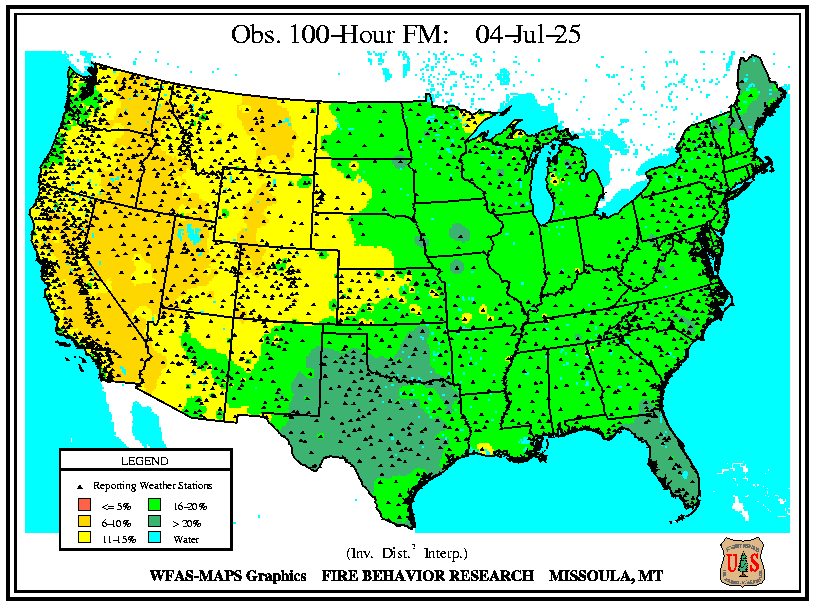 Obs. 100-Hour FM: 04-Jul-25
LEGEND
Reporting Weather Stations
<= 5%
16-20%
6-10%
> 20%
11-15%
Water
(Inv. Dist.² Interp.)
WFAS-MAPS Graphics FIRE BEHAVIOR RESEARCH MISSOULA, MT
U S